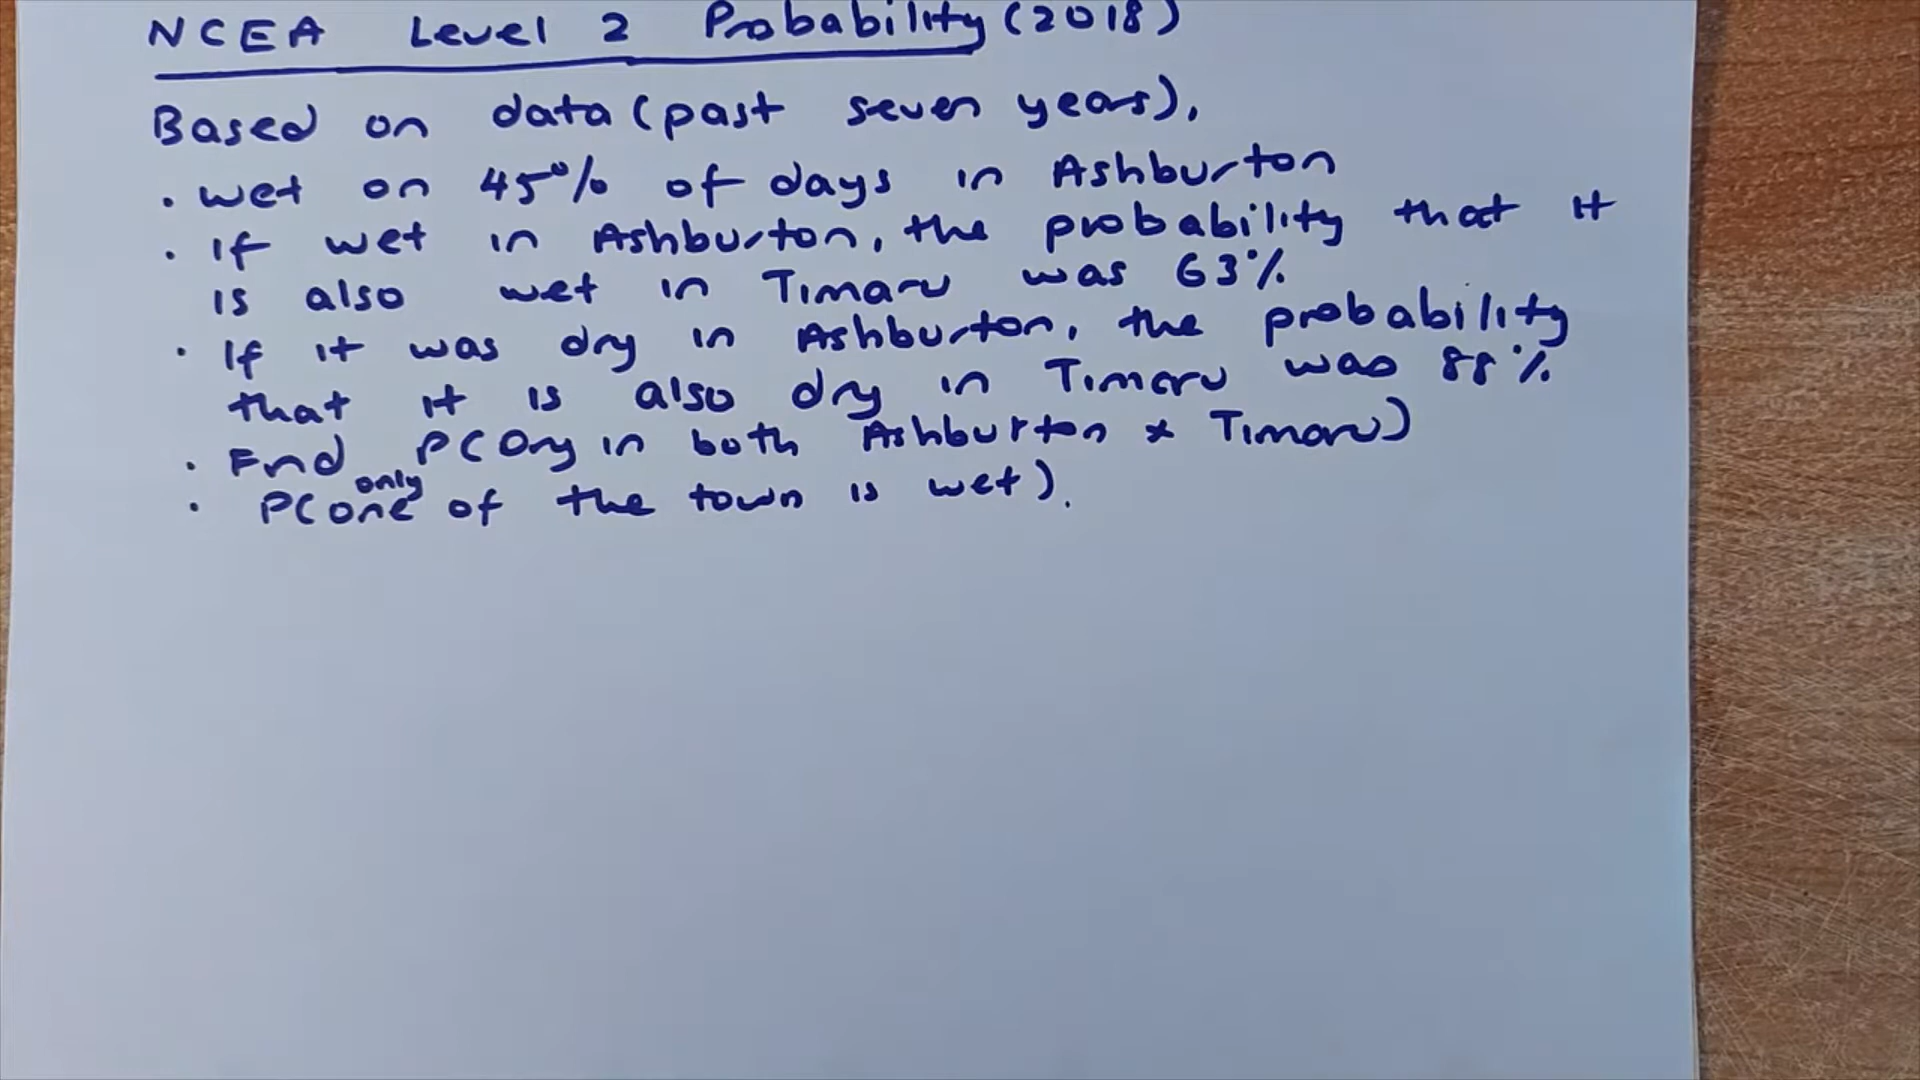 NCEA Level 2 Probability (2018)
Based on data (past seven years),
• wet on 45% of days in Ashburton
• If wet in Ashburton, the probability that it
is also wet in Timaru was 63%
• If it was dry in Ashburton, the probability
that it is also dry in Timaru was 88%
• Find P(Dry in both Ashburton & Timaru)
• P(only one of the town is wet).